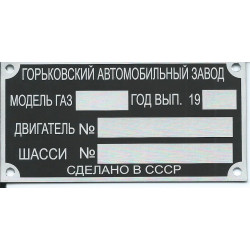 ГОРЬКОВСКИЙ АВТОМОБИЛЬНЫЙ ЗАВОД
МОДЕЛЬ ГАЗ ГОД ВЫП. 19
ДВИГАТЕЛЬ №
ШАССИ №
СДЕЛАНО В СССР